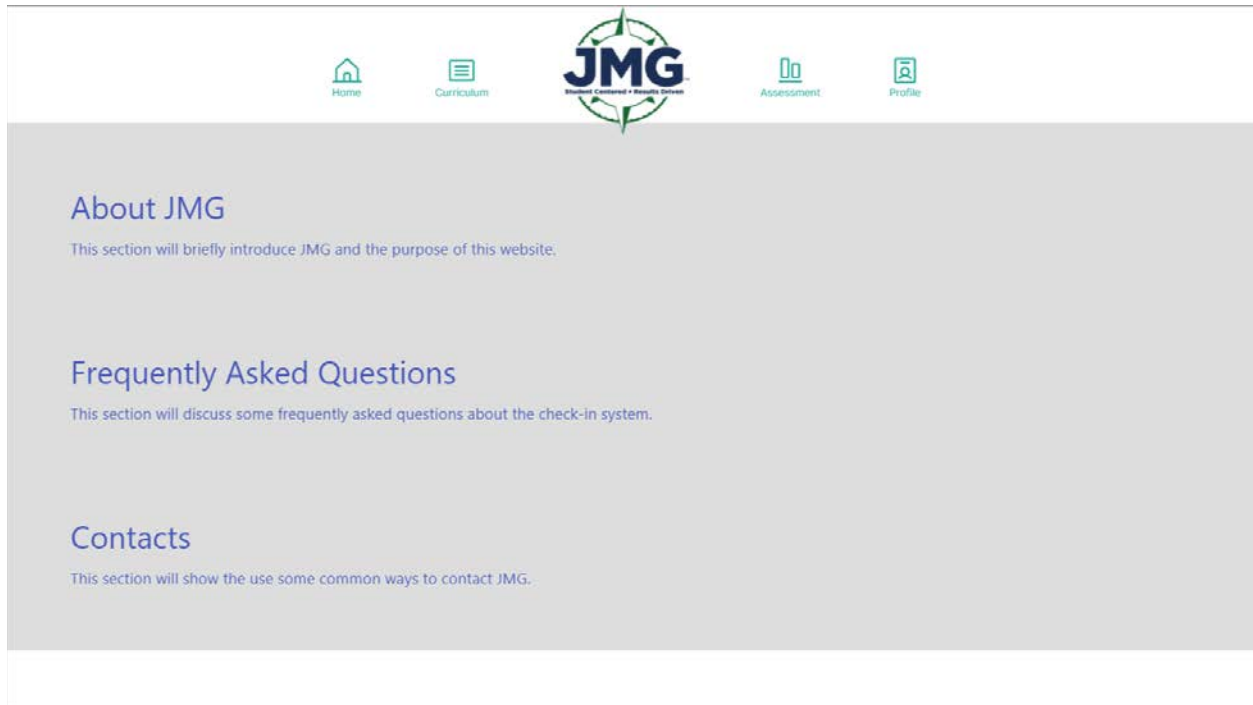 Home
Curriculum
JMG
Student Centered • Results Driven
Assessment
Profile
About JMG
This section will briefly introduce JMG and the purpose of this website.
Frequently Asked Questions
This section will discuss some frequently asked questions about the check-in system.
Contacts
This section will show the use some common ways to contact JMG.